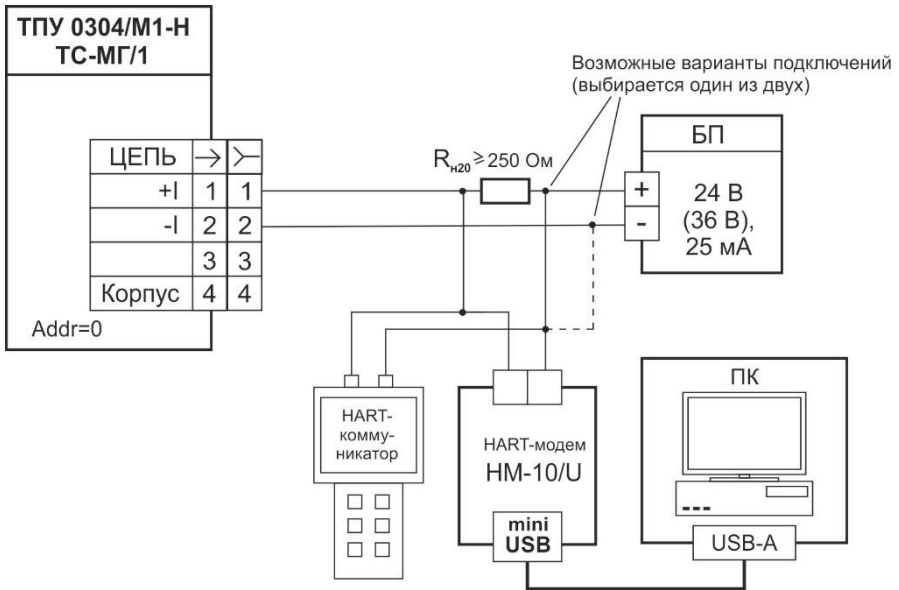 ТПУ 0304/М1-Н
ТС-МГ/1
ЦЕПЬ
+I 1 1
-I 2 2
3 3
Корпус 4 4
Addr=0
Rн20 ⩾ 250 Ом
Возможные варианты подключений
(выбирается один из двух)
БП
+
-
24 В
(36 В),
25 мА
HART-
комму-
никатор
HART-модем
HM-10/U
mini
USB
ПК
USB-A